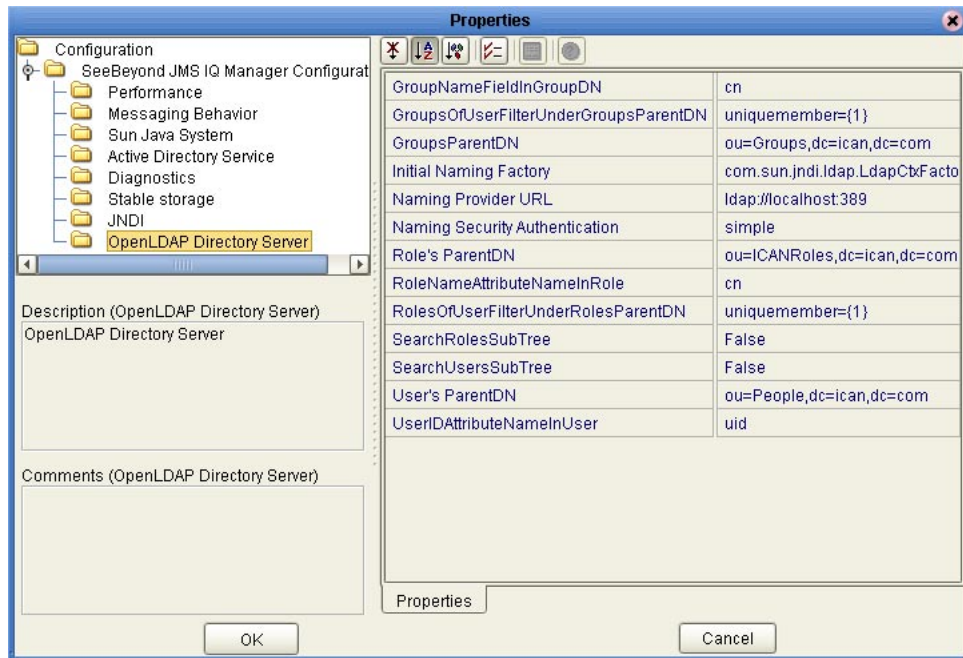 Properties
Configuration
SeeBeyond JMS IQ Manager Configurat
Performance
Messaging Behavior
Sun Java System
Active Directory Service
Diagnostics
Stable storage
JNDI
OpenLDAP Directory Server
Description (OpenLDAP Directory Server)
OpenLDAP Directory Server
Comments (OpenLDAP Directory Server)
GroupNameFieldInGroupDN cn
GroupsOfUserFilterUnderGroupsParentDN uniquemember={1}
GroupsParentDN ou=Groups,dc=ican,dc=com
Initial Naming Factory com.sun.jndi.ldap.LdapCtxFacto
Naming Provider URL ldap://localhost:389
Naming Security Authentication simple
Role's ParentDN ou=ICANRoles,dc=ican,dc=com
RoleNameAttributeNameInRole cn
RolesOfUserFilterUnderRolesParentDN uniquemember={1}
SearchRolesSubTree False
SearchUsersSubTree False
User's ParentDN ou=People,dc=ican,dc=com
UserIDAttributeNameInUser uid
Properties
OK
Cancel